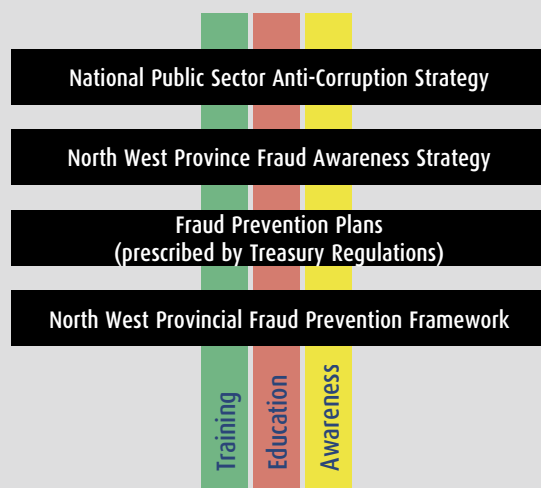 National Public Sector Anti-Corruption Strategy
North West Province Fraud Awareness Strategy
Fraud Prevention Plans
(prescribed by Treasury Regulations)
North West Provincial Fraud Prevention Framework
Training
Education
Awareness